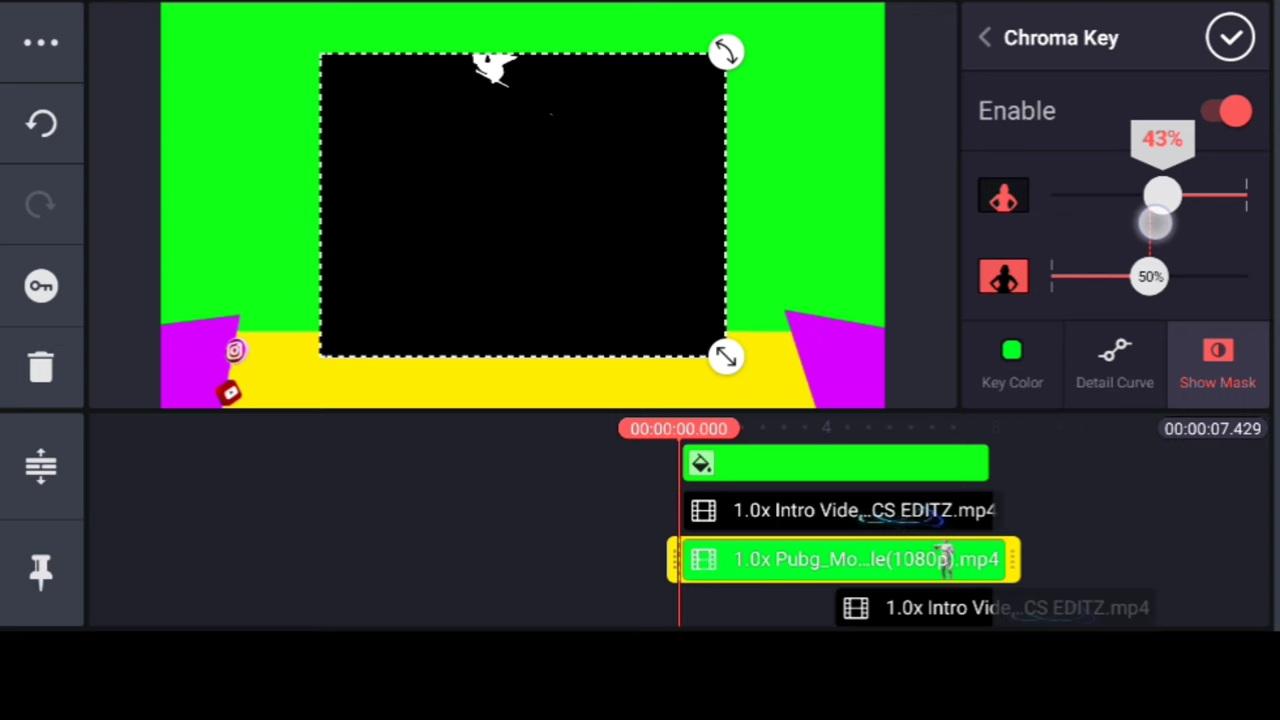 Chroma Key
Enable
43%
50%
Key Color
Detail Curve
Show Mask
00:00:00.000
4
8
00:00:07.429
1.0x Intro Vide...CS EDITZ.mp4
1.0x Pubg_Mo...le(1080p).mp4
1.0x Intro Vide...CS EDITZ.mp4